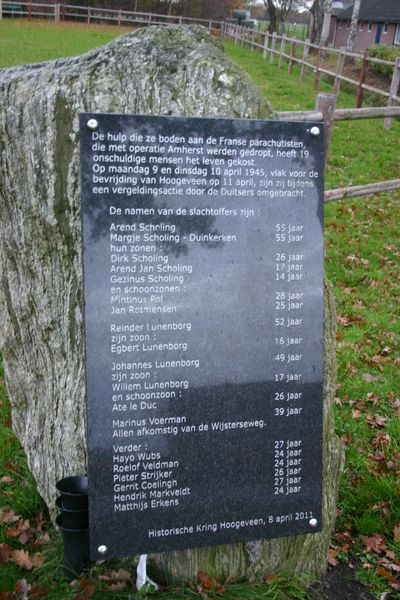 De hulp die ze boden aan de Franse parachutisten,
die met operatie Amherst werden gedropt, heeft 19
onschuldige mensen het leven gekost.
Op maandag 9 en dinsdag 10 april 1945, vlak voor de
bevrijding van Hoogeveen op 11 april, zijn zij tijdens
een vergeldingsactie door de Duitsers omgebracht.
De namen van de slachtoffers zijn :
Arend Scholing 55 jaar
Margje Scholing - Duinkerken 55 jaar
hun zonen :
Dirk Scholing 26 jaar
Arend Jan Scholing 17 jaar
Gezinus Scholing 14 jaar
en schoonzonen :
Mintinus Pol 28 jaar
Jan Rotmensen 25 jaar
Reinder Lunenborg 52 jaar
zijn zoon :
Egbert Lunenborg 16 jaar
Johannes Lunenborg 49 jaar
zijn zoon :
Willem Lunenborg 17 jaar
en schoonzoon :
Ate le Duc 26 jaar
Marinus Voerman 39 jaar
Allen afkomstig van de Wijsterseweg.
Verder :
Hayo Wubs 27 jaar
Roelof Veldman 24 jaar
Pieter Strijker 24 jaar
Gerrit Coelingh 26 jaar
Hendrik Markveldt 27 jaar
Matthijs Erkens 24 jaar
Historische Kring Hoogeveen, 8 april 2011